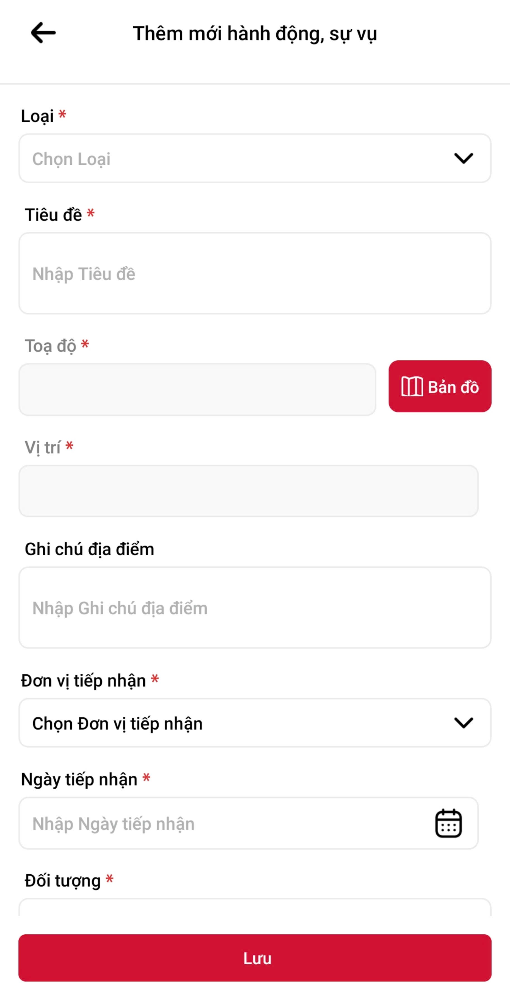 Thêm mới hành động, sự vụ
Loại *
Chọn Loại
Tiêu đề *
Nhập Tiêu đề
Toạ độ *
Bản đồ
Vị trí *
Ghi chú địa điểm
Nhập Ghi chú địa điểm
Đơn vị tiếp nhận *
Chọn Đơn vị tiếp nhận
Ngày tiếp nhận *
Nhập Ngày tiếp nhận
Đối tượng *
Lưu